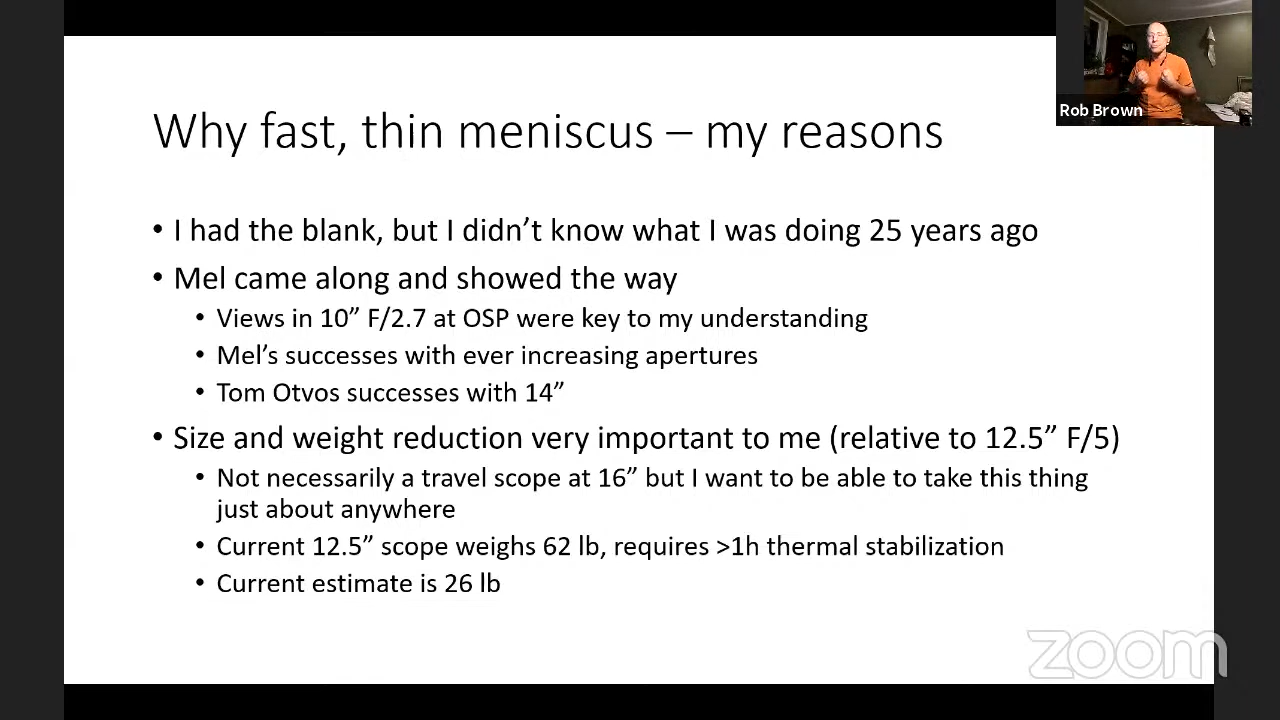 Rob Brown
Why fast, thin meniscus – my reasons
• I had the blank, but I didn’t know what I was doing 25 years ago
• Mel came along and showed the way
• Views in 10” F/2.7 at OSP were key to my understanding
• Mel’s successes with ever increasing apertures
• Tom Otvos successes with 14”
• Size and weight reduction very important to me (relative to 12.5” F/5)
• Not necessarily a travel scope at 16” but I want to be able to take this thing
just about anywhere
• Current 12.5” scope weighs 62 lb, requires >1h thermal stabilization
• Current estimate is 26 lb
zoom